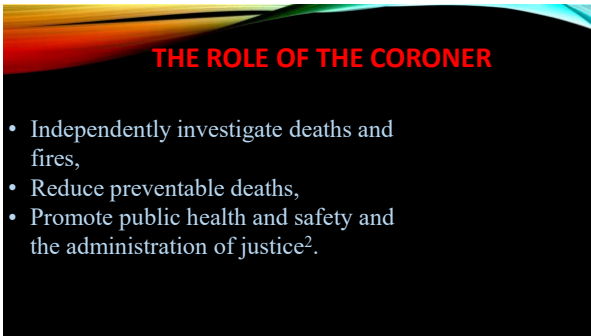 THE ROLE OF THE CORONER
• Independently investigate deaths and
fires,
• Reduce preventable deaths,
• Promote public health and safety and
the administration of justice².